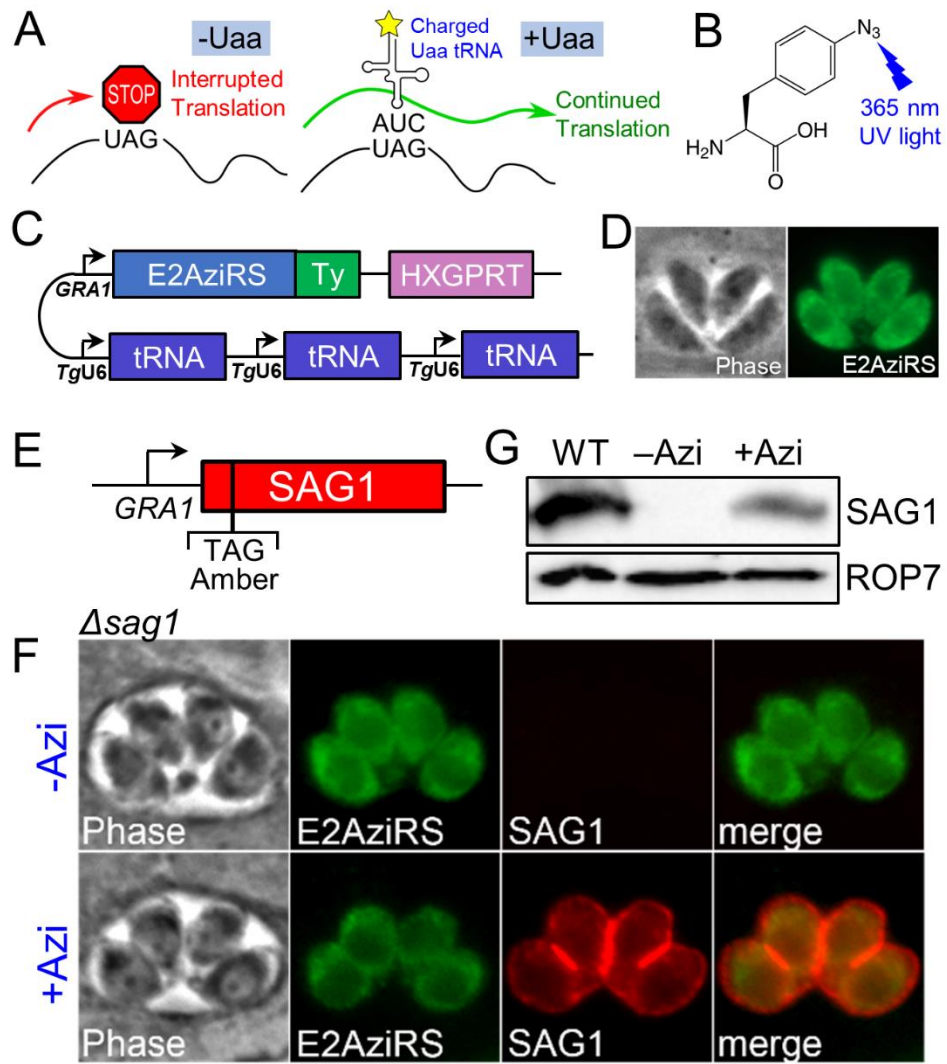 A
-Uaa
STOP
Interrupted
Translation
UAG
Charged
Uaa tRNA
+Uaa
AUC
UAG
Continued
Translation
B
N3
365 nm
UV light
H2N
OH
O
C
GRA1
E2AziRS
Ty
HXGPRT
TgU6
tRNA
TgU6
tRNA
TgU6
tRNA
D
Phase
E2AziRS
E
GRA1
SAG1
TAG
Amber
G
WT
–Azi
+Azi
SAG1
ROP7
Δsag1
F
-Azi
Phase
E2AziRS
SAG1
merge
+Azi
Phase
E2AziRS
SAG1
merge